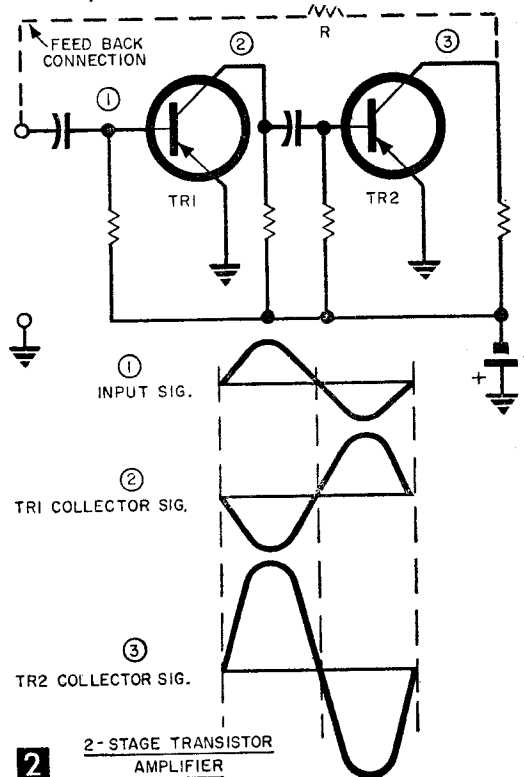 R
FEED BACK
CONNECTION
①
②
③
TR1
TR2
+
①
INPUT SIG.
②
TR1 COLLECTOR SIG.
③
TR2 COLLECTOR SIG.
2
2-STAGE TRANSISTOR
AMPLIFIER